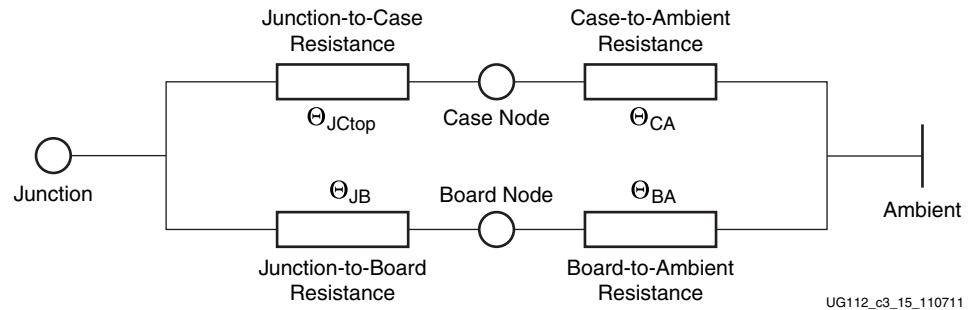 Junction-to-Case
Resistance
Case-to-Ambient
Resistance
ΘJCtop
Case Node
ΘCA
Junction
ΘJB
Board Node
ΘBA
Ambient
Junction-to-Board
Resistance
Board-to-Ambient
Resistance
UG112_c3_15_110711